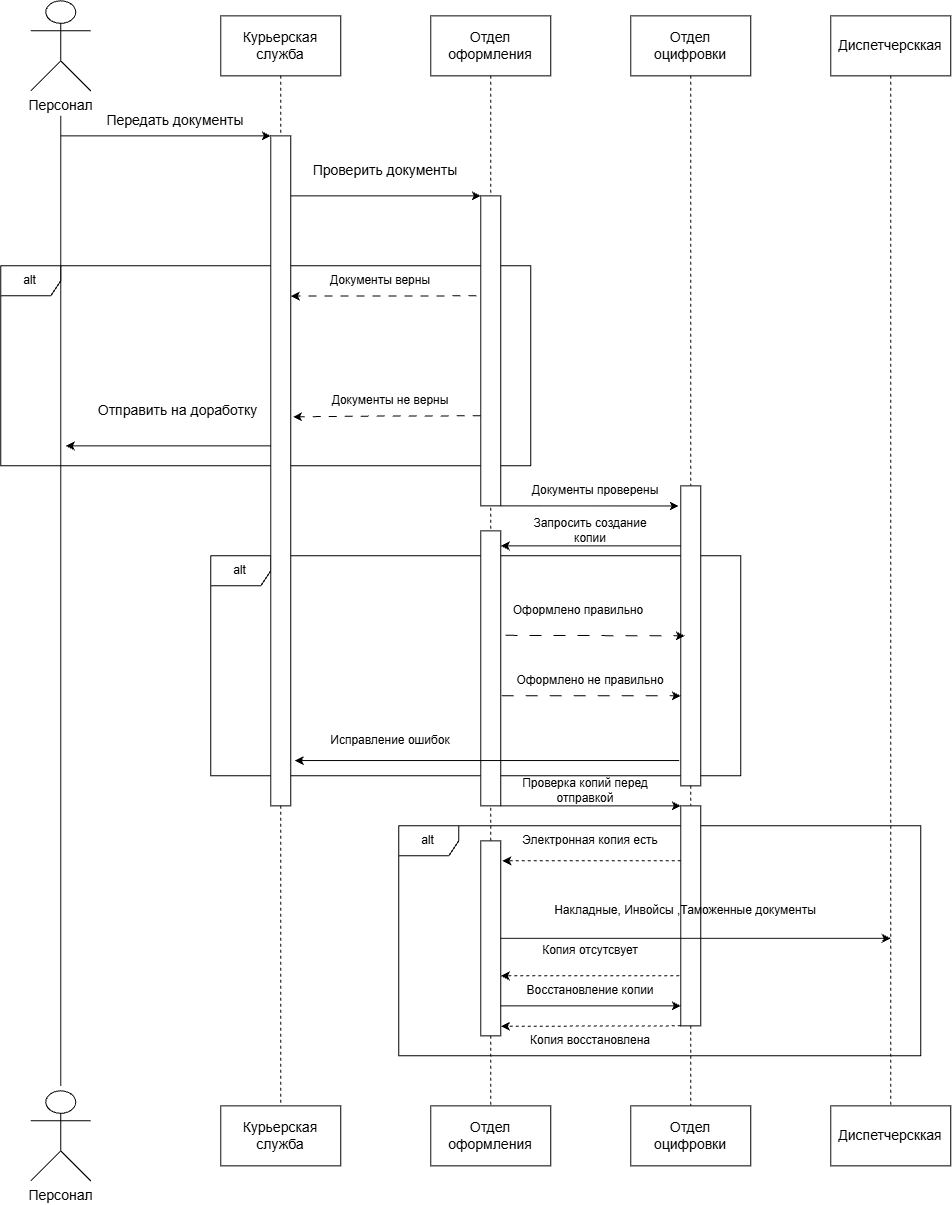 Курьерская
служба
Отдел
оформления
Отдел
оцифровки
Диспетчерсккая
Персонал
Передать документы
Проверить документы
alt
Документы верны
Документы не верны
Отправить на доработку
Документы проверены
Запросить создание
копии
alt
Оформлено правильно
Оформлено не правильно
Исправление ошибок
Проверка копий перед
отправкой
alt
Электронная копия есть
Накладные, Инвойсы ,Таможенные документы
Копия отсутсвует
Восстановление копии
Копия восстановлена
Курьерская
служба
Отдел
оформления
Отдел
оцифровки
Диспетчерсккая
Персонал